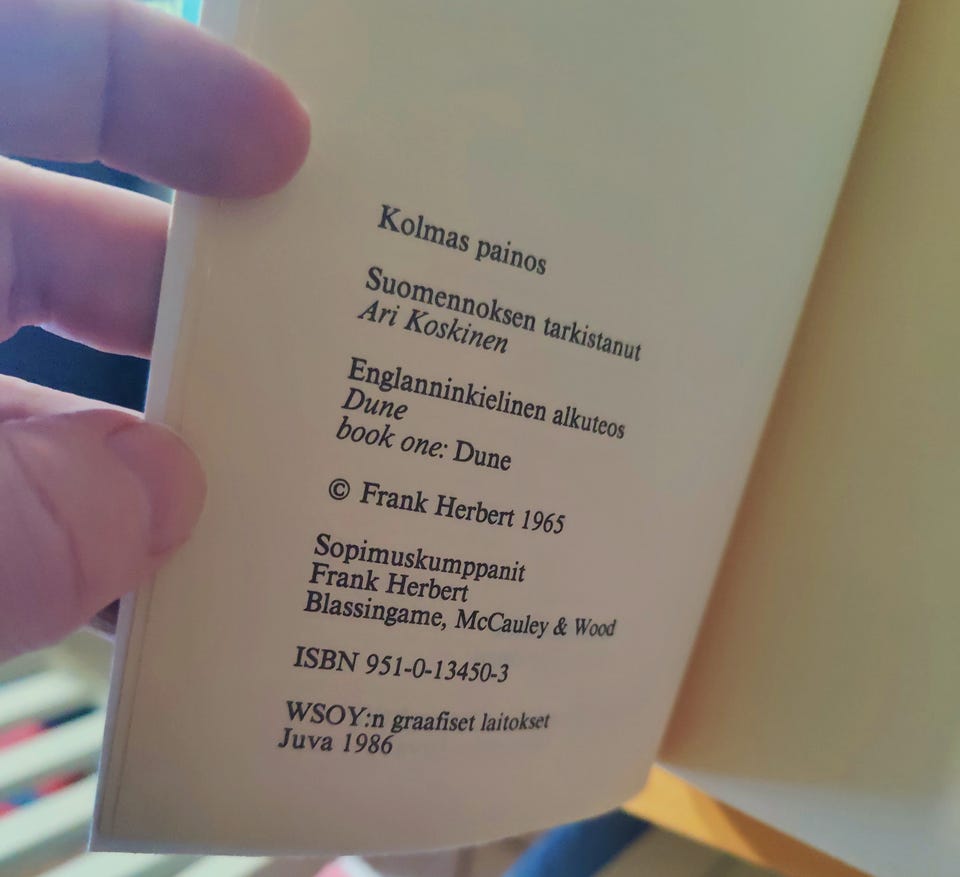 Kolmas painos
Suomennoksen tarkistanut
Ari Koskinen
Englanninkielinen alkuteos
Dune
book one: Dune
© Frank Herbert 1965
Sopimuskumppanit
Frank Herbert
Blassingame, McCauley & Wood
ISBN 951-0-13450-3
WSOY:n graafiset laitokset
Juva 1986